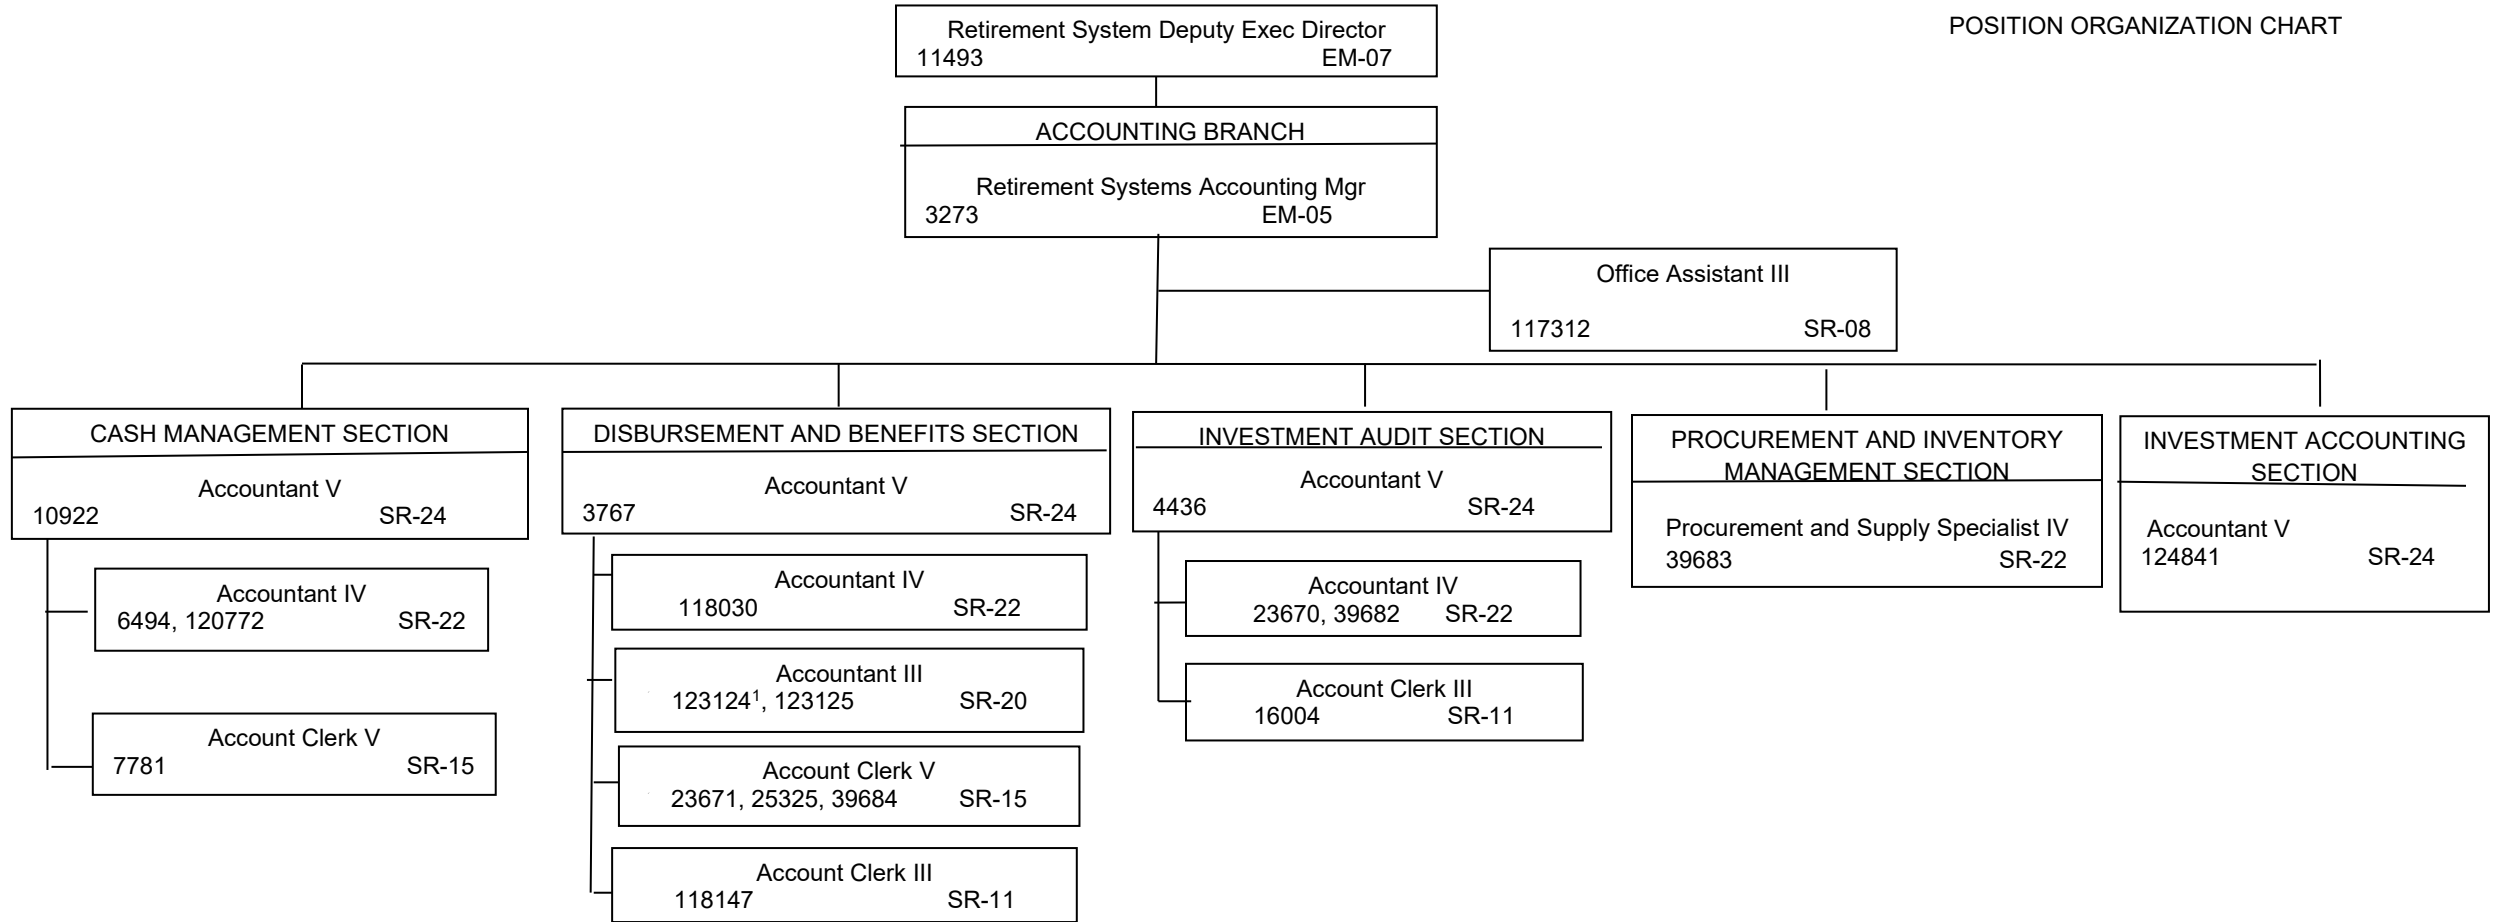 POSITION ORGANIZATION CHART
Retirement System Deputy Exec Director
11493 EM-07
ACCOUNTING BRANCH
Retirement Systems Accounting Mgr
3273 EM-05
Office Assistant III
117312 SR-08
CASH MANAGEMENT SECTION
Accountant V
10922 SR-24
Accountant IV
6494, 120772 SR-22
Account Clerk V
7781 SR-15
DISBURSEMENT AND BENEFITS SECTION
Accountant V
3767 SR-24
Accountant IV
118030 SR-22
Accountant III
123124¹, 123125 SR-20
Account Clerk V
23671, 25325, 39684 SR-15
Account Clerk III
118147 SR-11
INVESTMENT AUDIT SECTION
Accountant V
4436 SR-24
Accountant IV
23670, 39682 SR-22
Account Clerk III
16004 SR-11
PROCUREMENT AND INVENTORY
MANAGEMENT SECTION
Procurement and Supply Specialist IV
39683 SR-22
INVESTMENT ACCOUNTING
SECTION
Accountant V
124841 SR-24